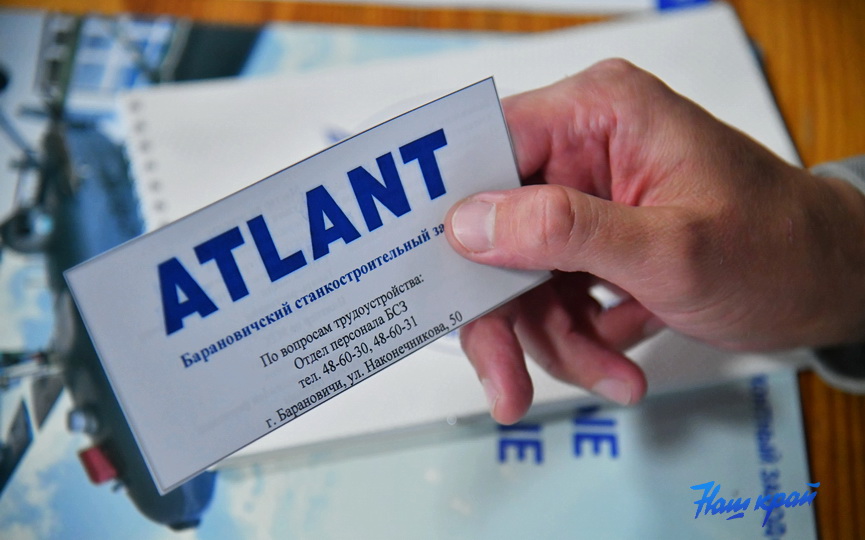 ATLANT
Барановичский станкостроительный за
По вопросам трудоустройства:
Отдел персонала БСЗ
тел. 48-60-30, 48-60-31
г. Барановичи, ул. Наконечникова, 50
Наш край